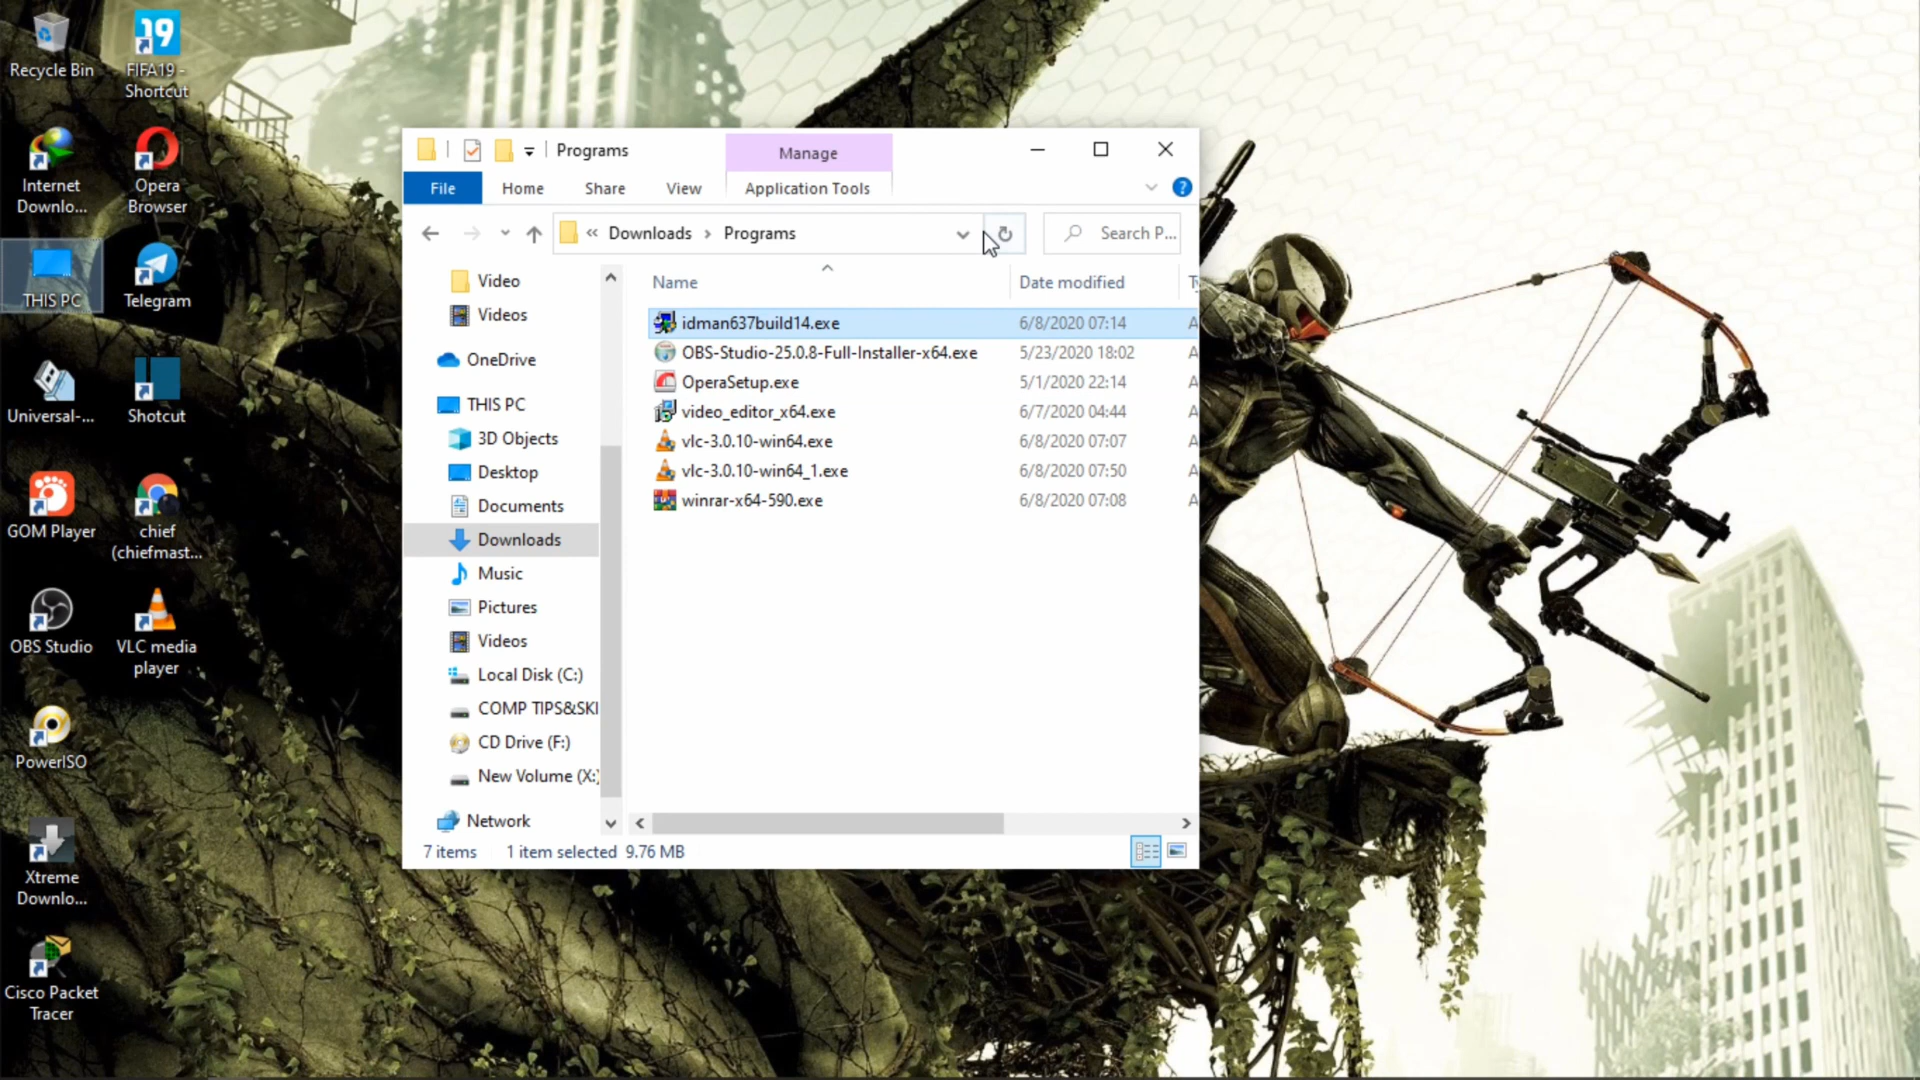 Recycle Bin
FIFA19 -
Shortcut
Internet
Downlo...
Opera
Browser
THIS PC
Telegram
Universal-...
Shotcut
GOM Player
chief
(chiefmast...
OBS Studio
VLC media
player
PowerISO
Xtreme
Downlo...
Cisco Packet
Tracer
Programs
Manage
File
Home
Share
View
Application Tools
« Downloads › Programs
Search P...
Video
Videos
OneDrive
THIS PC
3D Objects
Desktop
Documents
Downloads
Music
Pictures
Videos
Local Disk (C:)
COMP TIPS&SKI
CD Drive (F:)
New Volume (X:)
Network
Name Date modified
idman637build14.exe 6/8/2020 07:14 A
OBS-Studio-25.0.8-Full-Installer-x64.exe 5/23/2020 18:02 A
OperaSetup.exe 5/1/2020 22:14 A
video_editor_x64.exe 6/7/2020 04:44 A
vlc-3.0.10-win64.exe 6/8/2020 07:07 A
vlc-3.0.10-win64_1.exe 6/8/2020 07:50 A
winrar-x64-590.exe 6/8/2020 07:08 A
7 items 1 item selected 9.76 MB